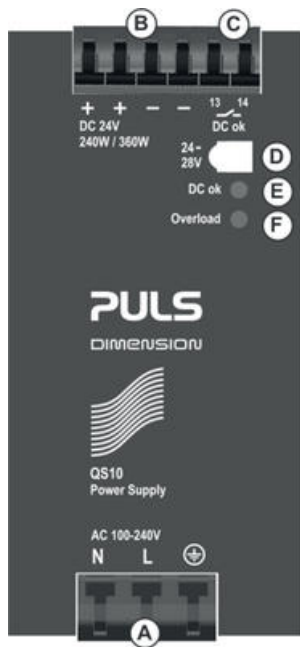 B
C
+ + − −
13 14
DC 24V
240W / 360W
DC ok
24-
28V
D
DC ok
E
Overload
F
PULS
DIMENSION
QS10
Power Supply
AC 100-240V
N L
A